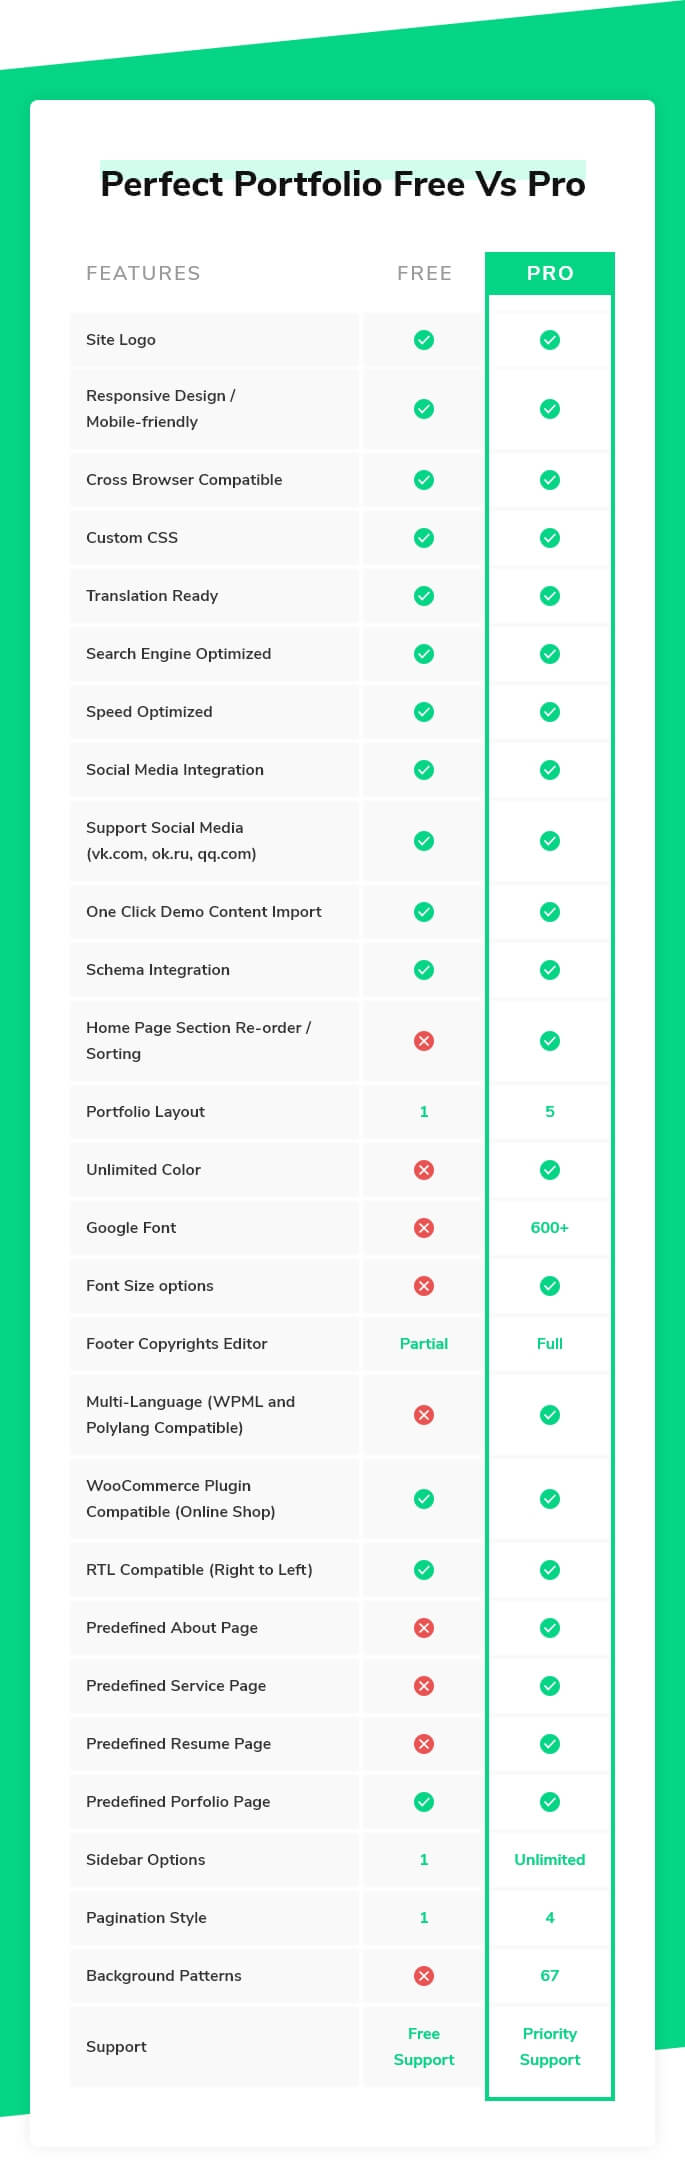 Perfect Portfolio Free Vs Pro
FEATURES FREE PRO
Site Logo
Responsive Design /
Mobile-friendly
Cross Browser Compatible
Custom CSS
Translation Ready
Search Engine Optimized
Speed Optimized
Social Media Integration
Support Social Media
(vk.com, ok.ru, qq.com)
One Click Demo Content Import
Schema Integration
Home Page Section Re-order /
Sorting
Portfolio Layout 1 5
Unlimited Color
Google Font 600+
Font Size options
Footer Copyrights Editor Partial Full
Multi-Language (WPML and
Polylang Compatible)
WooCommerce Plugin
Compatible (Online Shop)
RTL Compatible (Right to Left)
Predefined About Page
Predefined Service Page
Predefined Resume Page
Predefined Porfolio Page
Sidebar Options 1 Unlimited
Pagination Style 1 4
Background Patterns 67
Support
Free
Support
Priority
Support